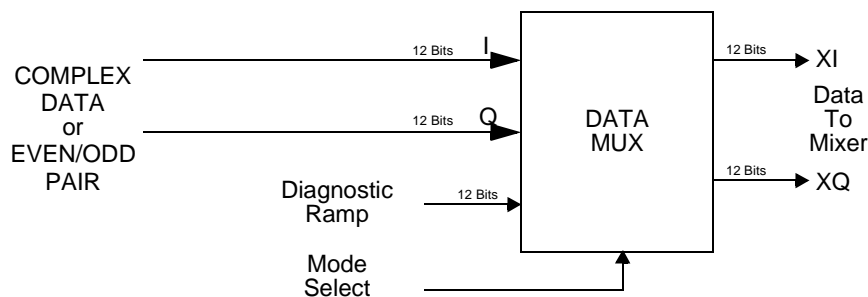 COMPLEX
DATA
or
EVEN/ODD
PAIR
12 Bits
I
12 Bits
Q
Diagnostic
Ramp
12 Bits
Mode
Select
DATA
MUX
12 Bits
XI
Data
To
Mixer
12 Bits
XQ